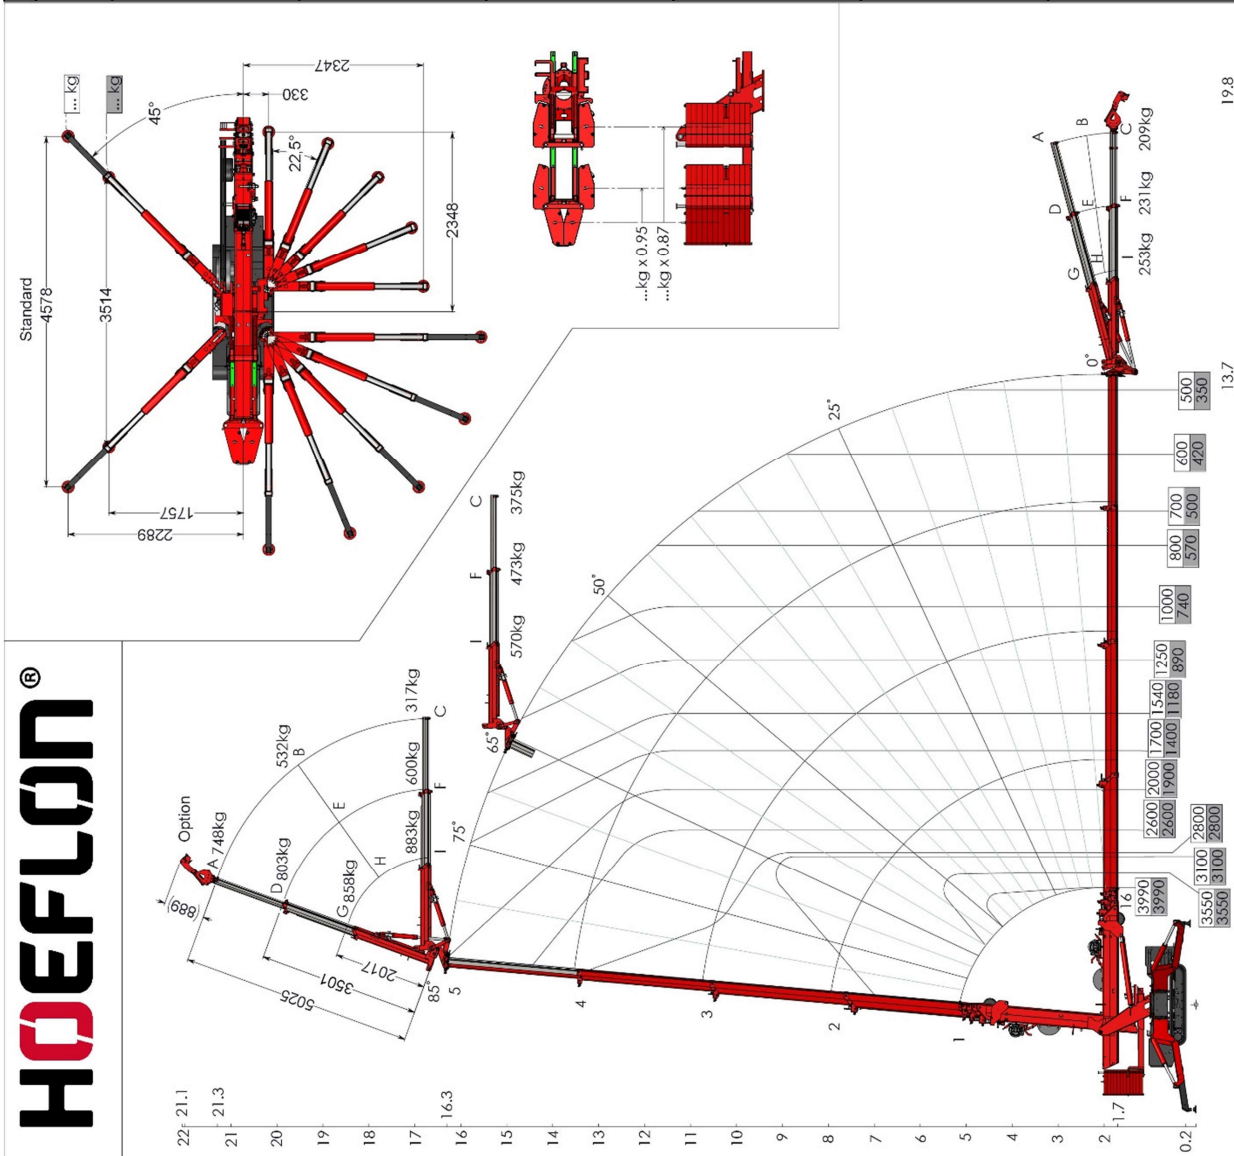 HOEFLON®
Standard
4578
3514
2289
1757
... kg
... kg
45°
2347
330
22,5°
2348
...kg x 0.95
...kg x 0.87
Option
(889)
5025
3501
2017
A 748kg
D 803kg
G 858kg
B 532kg
E
H
C 317kg
F 600kg
I 883kg
85°
75°
65°
50°
25°
0°
I F C
570kg 473kg 375kg
A
B
C
D
E
F
G
H
I
209kg
231kg
253kg
5
4
3
2
1
16
3990
3990
3550
3550
3100
3100
2800
2800
2600
2600
2000
1900
1700
1400
1540
1180
1250
890
1000
740
800
570
700
500
600
420
500
350
22
21.1
21.3
21
20
19
18
17
16.3
16
15
14
13
12
11
10
9
8
7
6
5
4
3
2
1.7
0.2
13.7
19.8